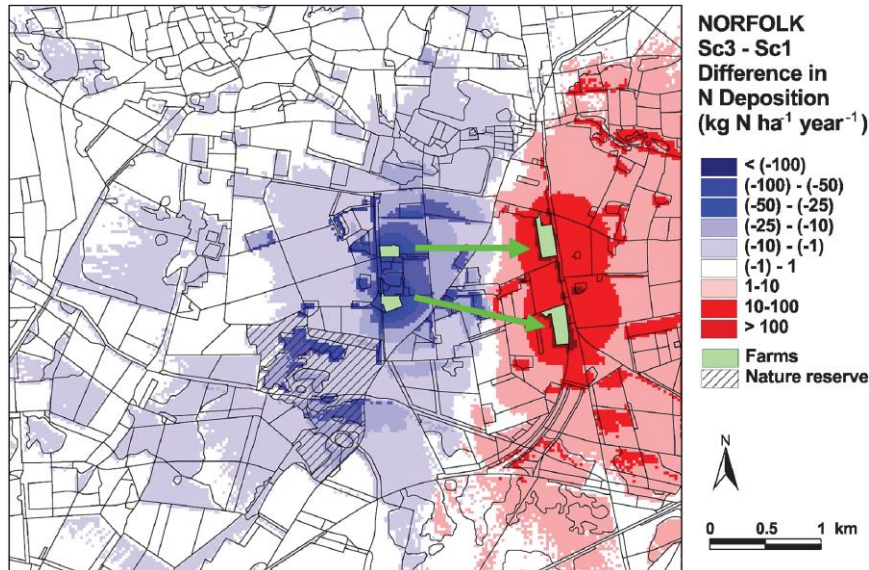 NORFOLK
Sc3 - Sc1
Difference in
N Deposition
(kg N ha⁻¹ year⁻¹)
< (-100)
(-100) - (-50)
(-50) - (-25)
(-25) - (-10)
(-10) - (-1)
(-1) - 1
1-10
10-100
> 100
Farms
Nature reserve
N
0 0.5 1 km